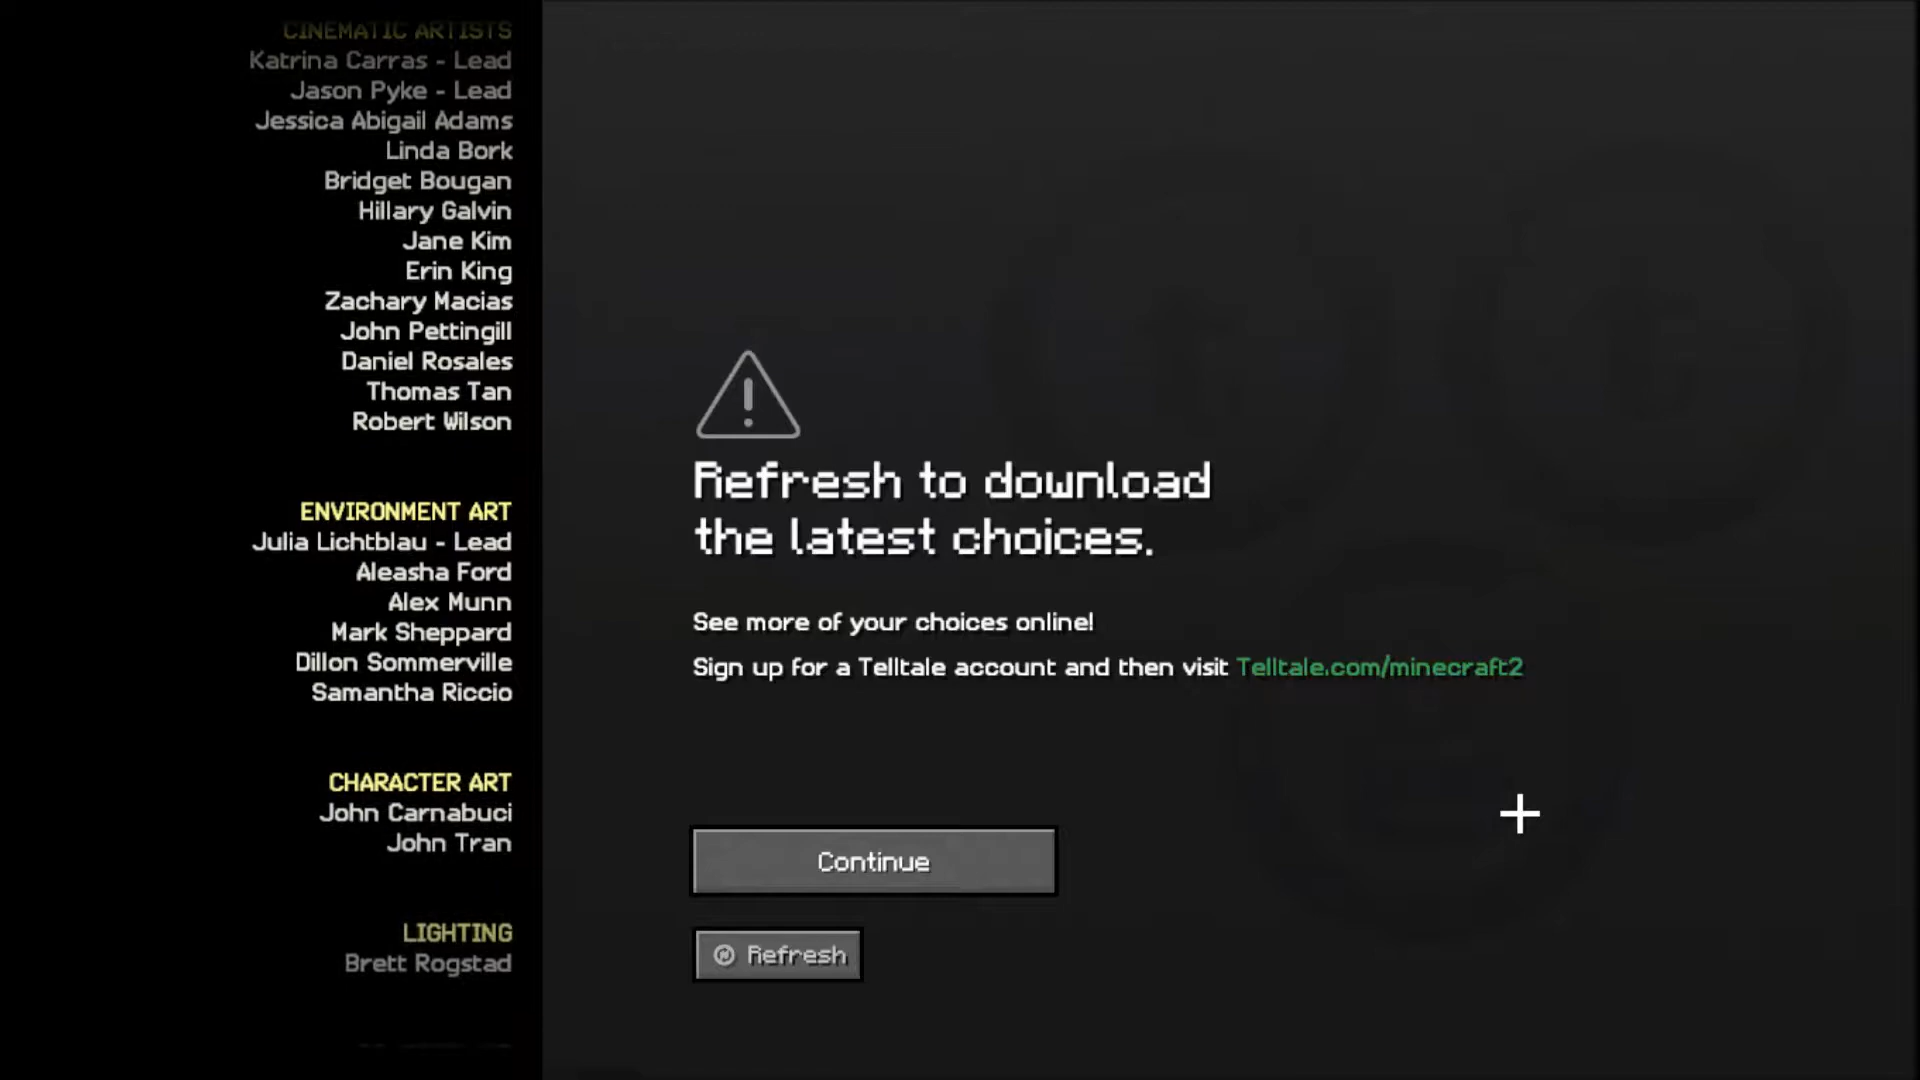 CINEMATIC ARTISTS
Katrina Carras - Lead
Jason Pyke - Lead
Jessica Abigail Adams
Linda Bork
Bridget Bougan
Hillary Galvin
Jane Kim
Erin King
Zachary Macias
John Pettingill
Daniel Rosales
Thomas Tan
Robert Wilson
ENVIRONMENT ART
Julia Lichtblau - Lead
Aleasha Ford
Alex Munn
Mark Sheppard
Dillon Sommerville
Samantha Riccio
CHARACTER ART
John Carnabuci
John Tran
LIGHTING
Brett Rogstad
Refresh to download
the latest choices.
See more of your choices online!
Sign up for a Telltale account and then visit Telltale.com/minecraft2
Continue
Refresh